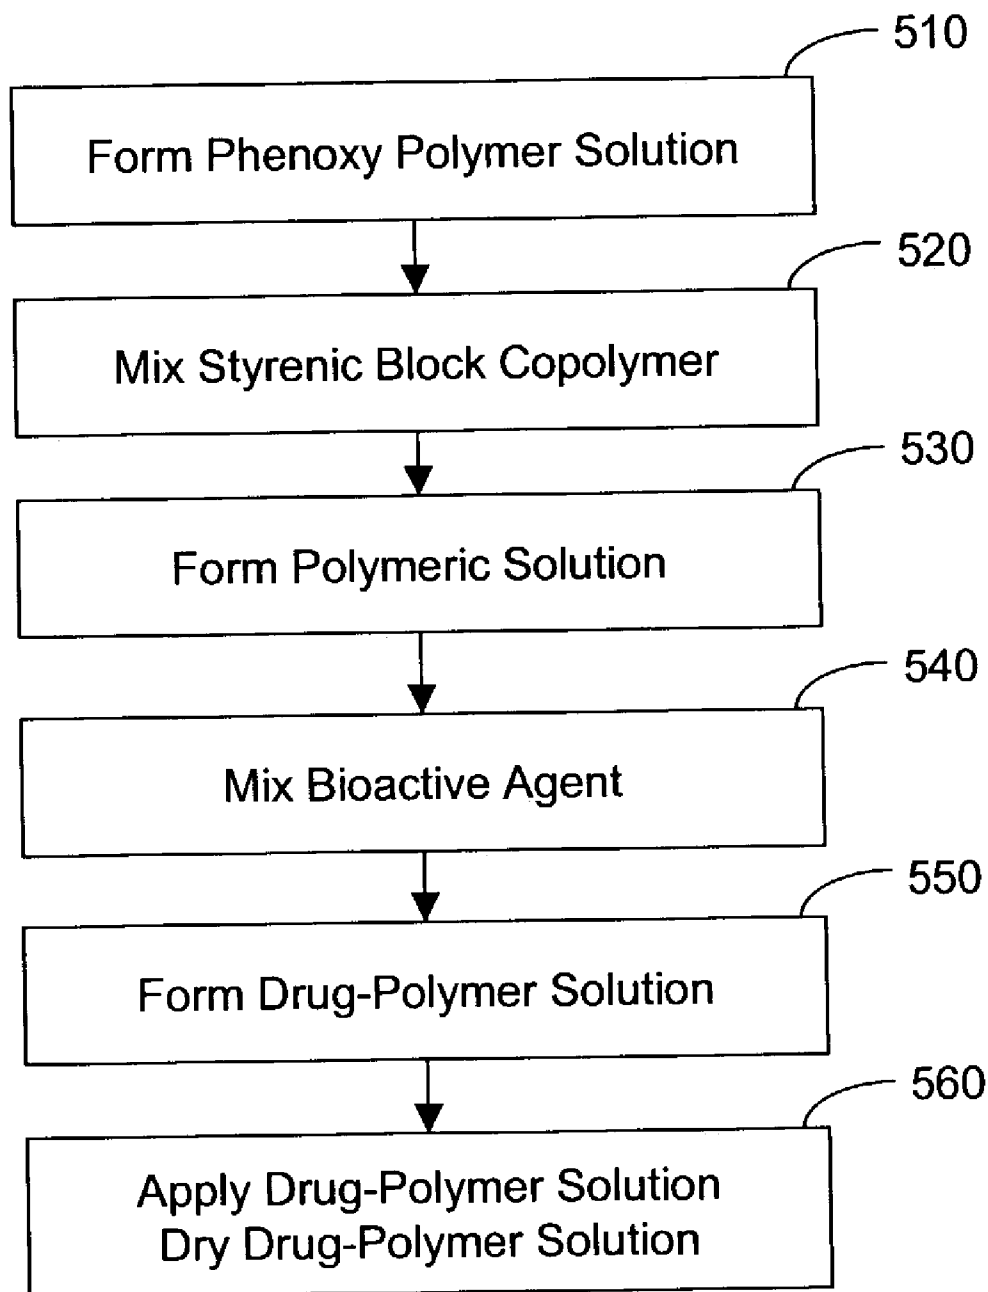 510
Form Phenoxy Polymer Solution
520
Mix Styrenic Block Copolymer
530
Form Polymeric Solution
540
Mix Bioactive Agent
550
Form Drug-Polymer Solution
560
Apply Drug-Polymer Solution
Dry Drug-Polymer Solution